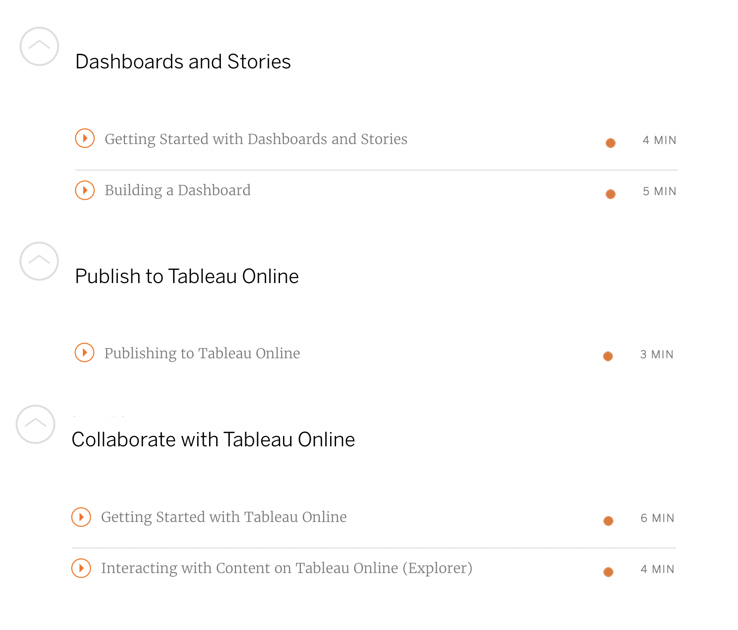 Dashboards and Stories
Getting Started with Dashboards and Stories 4 MIN
Building a Dashboard 5 MIN
Publish to Tableau Online
Publishing to Tableau Online 3 MIN
Collaborate with Tableau Online
Getting Started with Tableau Online 6 MIN
Interacting with Content on Tableau Online (Explorer) 4 MIN